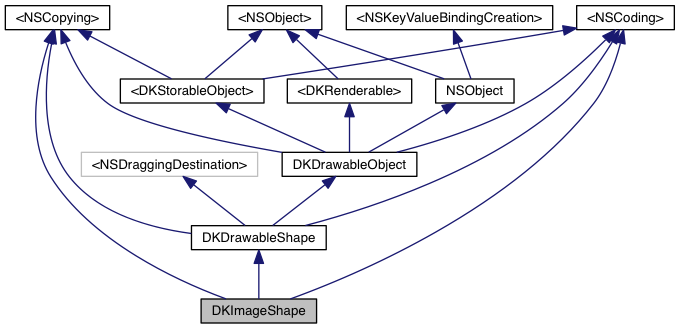 <NSCopying>
<NSObject>
<NSKeyValueBindingCreation>
<NSCoding>
<DKStorableObject>
<DKRenderable>
NSObject
<NSDraggingDestination>
DKDrawableObject
DKDrawableShape
DKImageShape